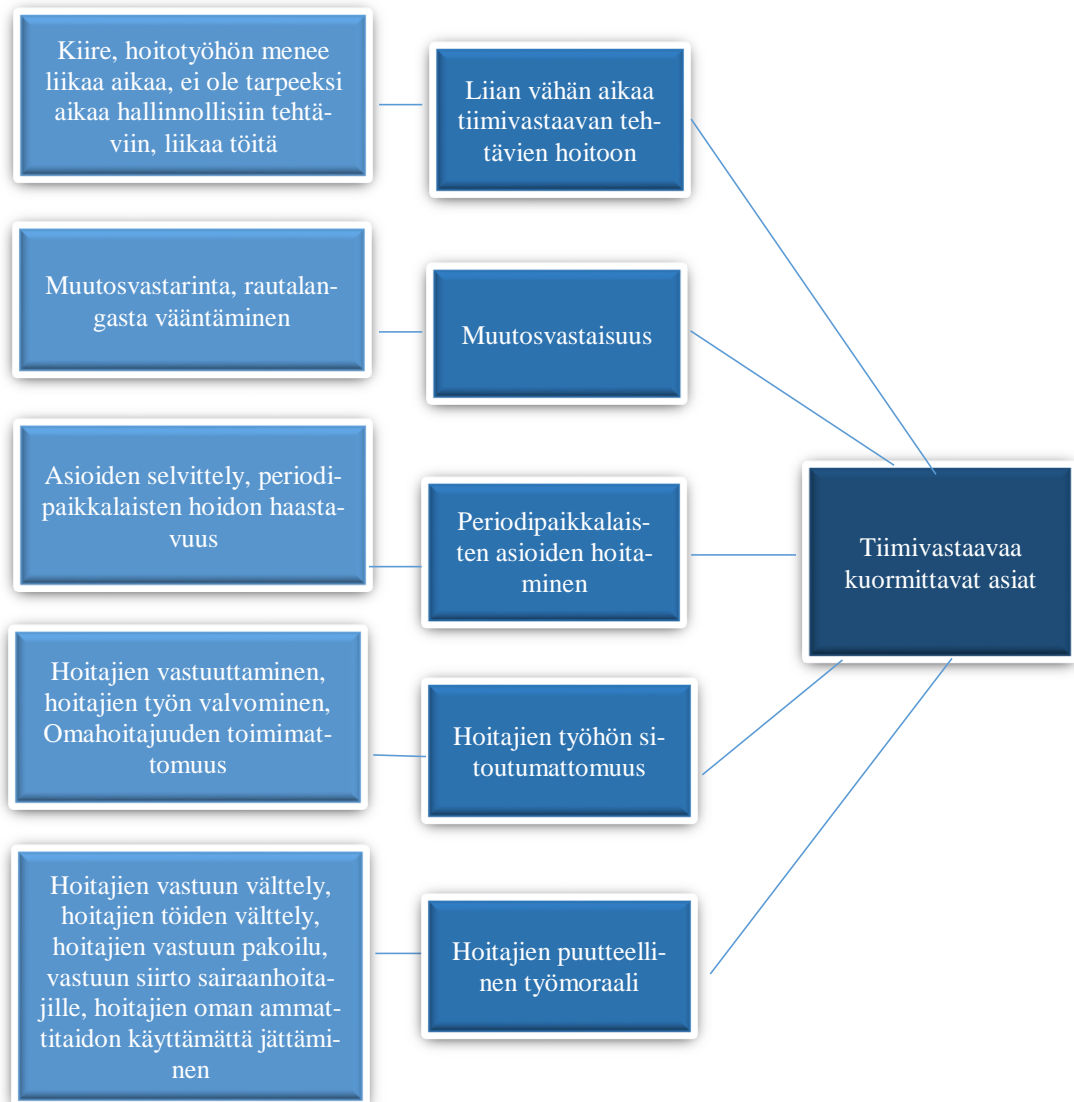 Kiire, hoitotyöhön menee
liikaa aikaa, ei ole tarpeeksi
aikaa hallinnollisiin tehtä-
viin, liikaa töitä
Liian vähän aikaa
tiimivastaavan teh-
tävien hoitoon
Muutosvastarinta, rautalan-
gasta vääntäminen
Muutosvastaisuus
Asioiden selvittely, periodi-
paikkalaisten hoidon haasta-
vuus
Periodipaikkalais-
ten asioiden hoita-
minen
Tiimivastaavaa
kuormittavat asiat
Hoitajien vastuuttaminen,
hoitajien työn valvominen,
Omahoitajuuden toimimat-
tomuus
Hoitajien työhön si-
toutumattomuus
Hoitajien vastuun välttely,
hoitajien töiden välttely,
hoitajien vastuun pakoilu,
vastuun siirto sairaanhoita-
jille, hoitajien oman ammat-
titaidon käyttämättä jättämi-
nen
Hoitajien puutteelli-
nen työmoraali